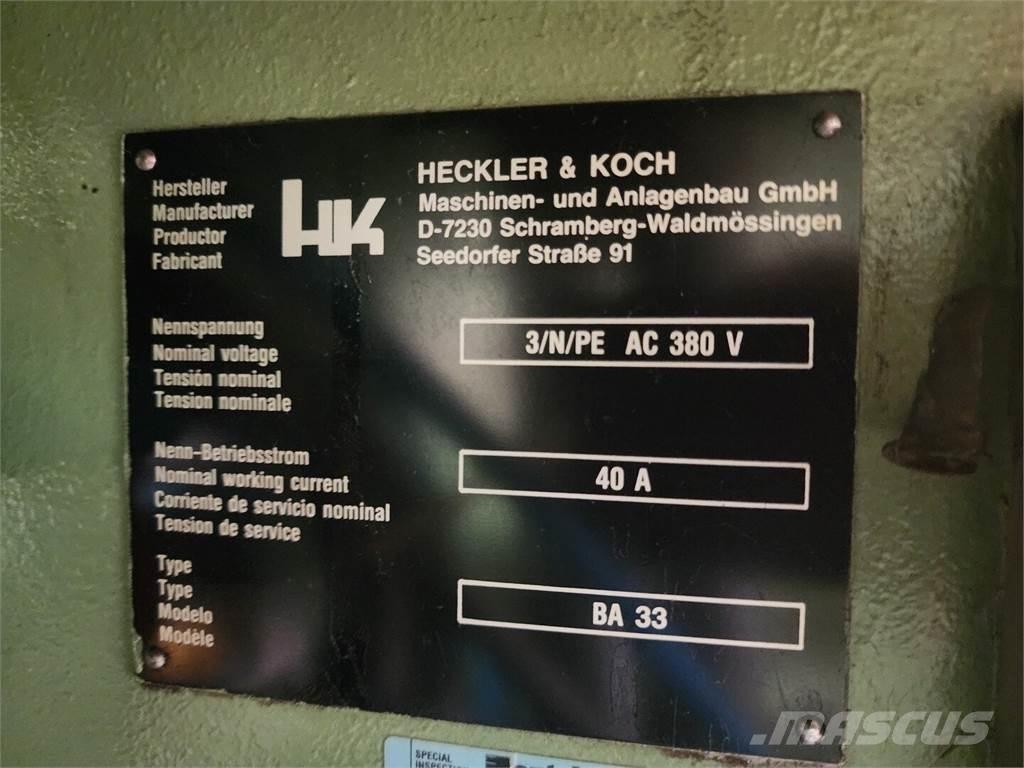 Hersteller
Manufacturer
Productor
Fabricant
HK
HECKLER & KOCH
Maschinen- und Anlagenbau GmbH
D-7230 Schramberg-Waldmössingen
Seedorfer Straße 91
Nennspannung
Nominal voltage
Tensión nominal
Tension nominale
3/N/PE AC 380 V
Nenn-Betriebsstrom
Nominal working current
Corriente de servicio nominal
Tension de service
40 A
Type
Type
Modelo
Modèle
BA 33
MASCUS
SPECIAL